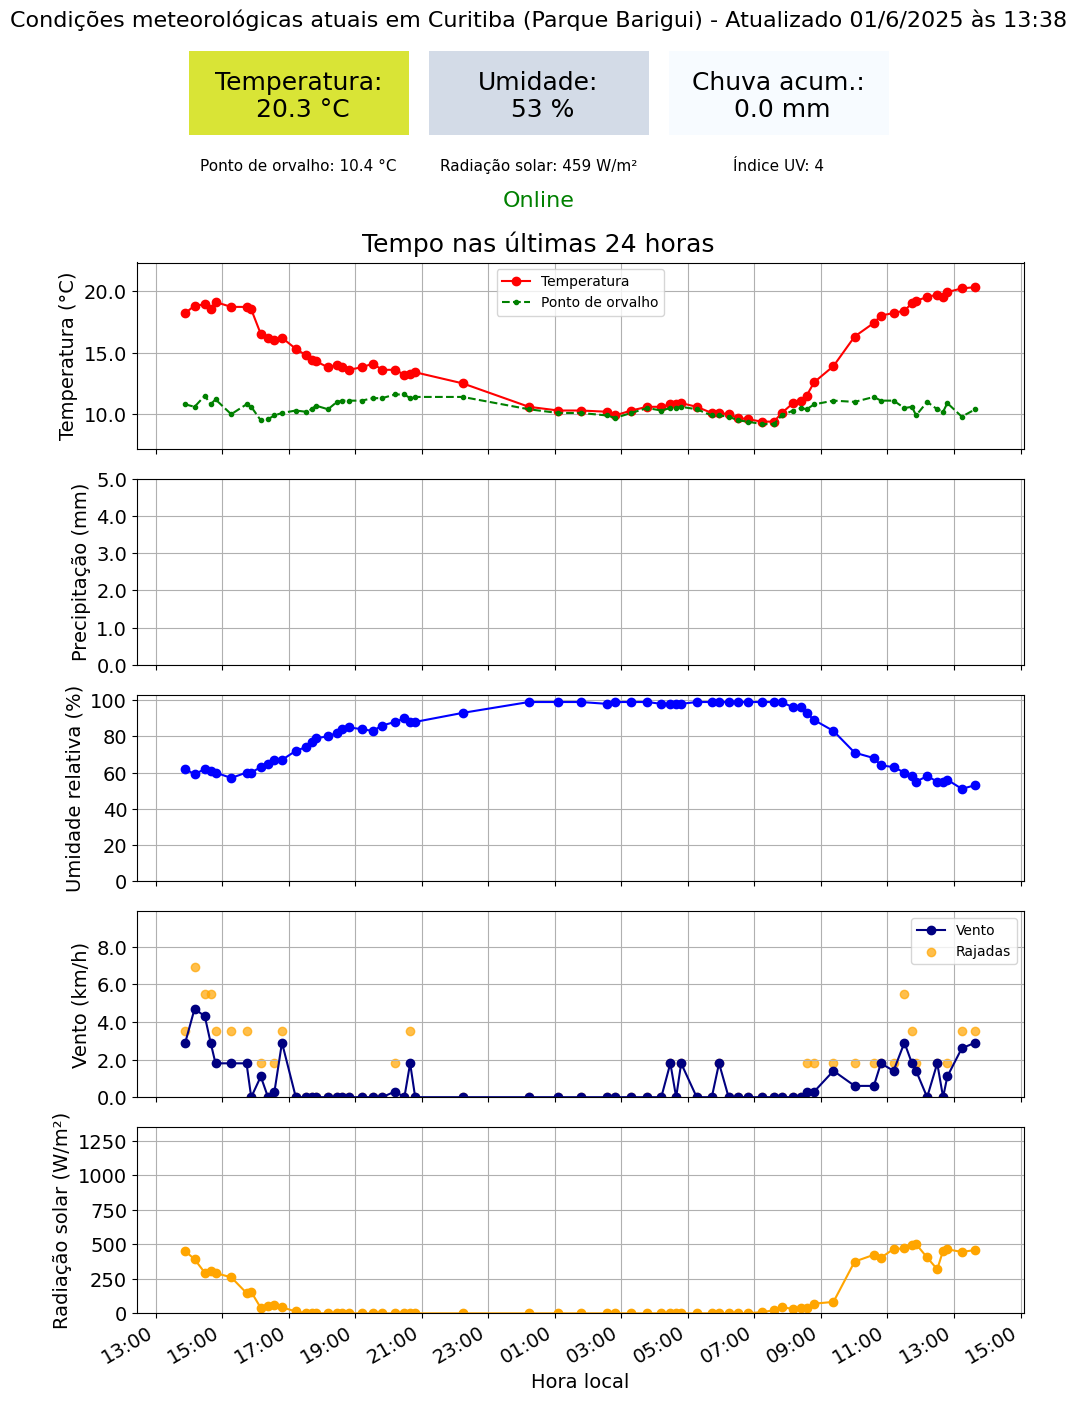 Condições meteorológicas atuais em Curitiba (Parque Barigui) - Atualizado 01/6/2025 às 13:38
Temperatura:
20.3 °C
Umidade:
53 %
Chuva acum.:
0.0 mm
Ponto de orvalho: 10.4 °C
Radiação solar: 459 W/m²
Índice UV: 4
Online
Tempo nas últimas 24 horas
Temperatura (°C)
20.0
15.0
10.0
Temperatura
Ponto de orvalho
Precipitação (mm)
5.0
4.0
3.0
2.0
1.0
0.0
Umidade relativa (%)
100
80
60
40
20
0
Vento (km/h)
8.0
6.0
4.0
2.0
0.0
Vento
Rajadas
Radiação solar (W/m²)
1250
1000
750
500
250
0
13:00
15:00
17:00
19:00
21:00
23:00
01:00
03:00
05:00
07:00
09:00
11:00
13:00
15:00
Hora local